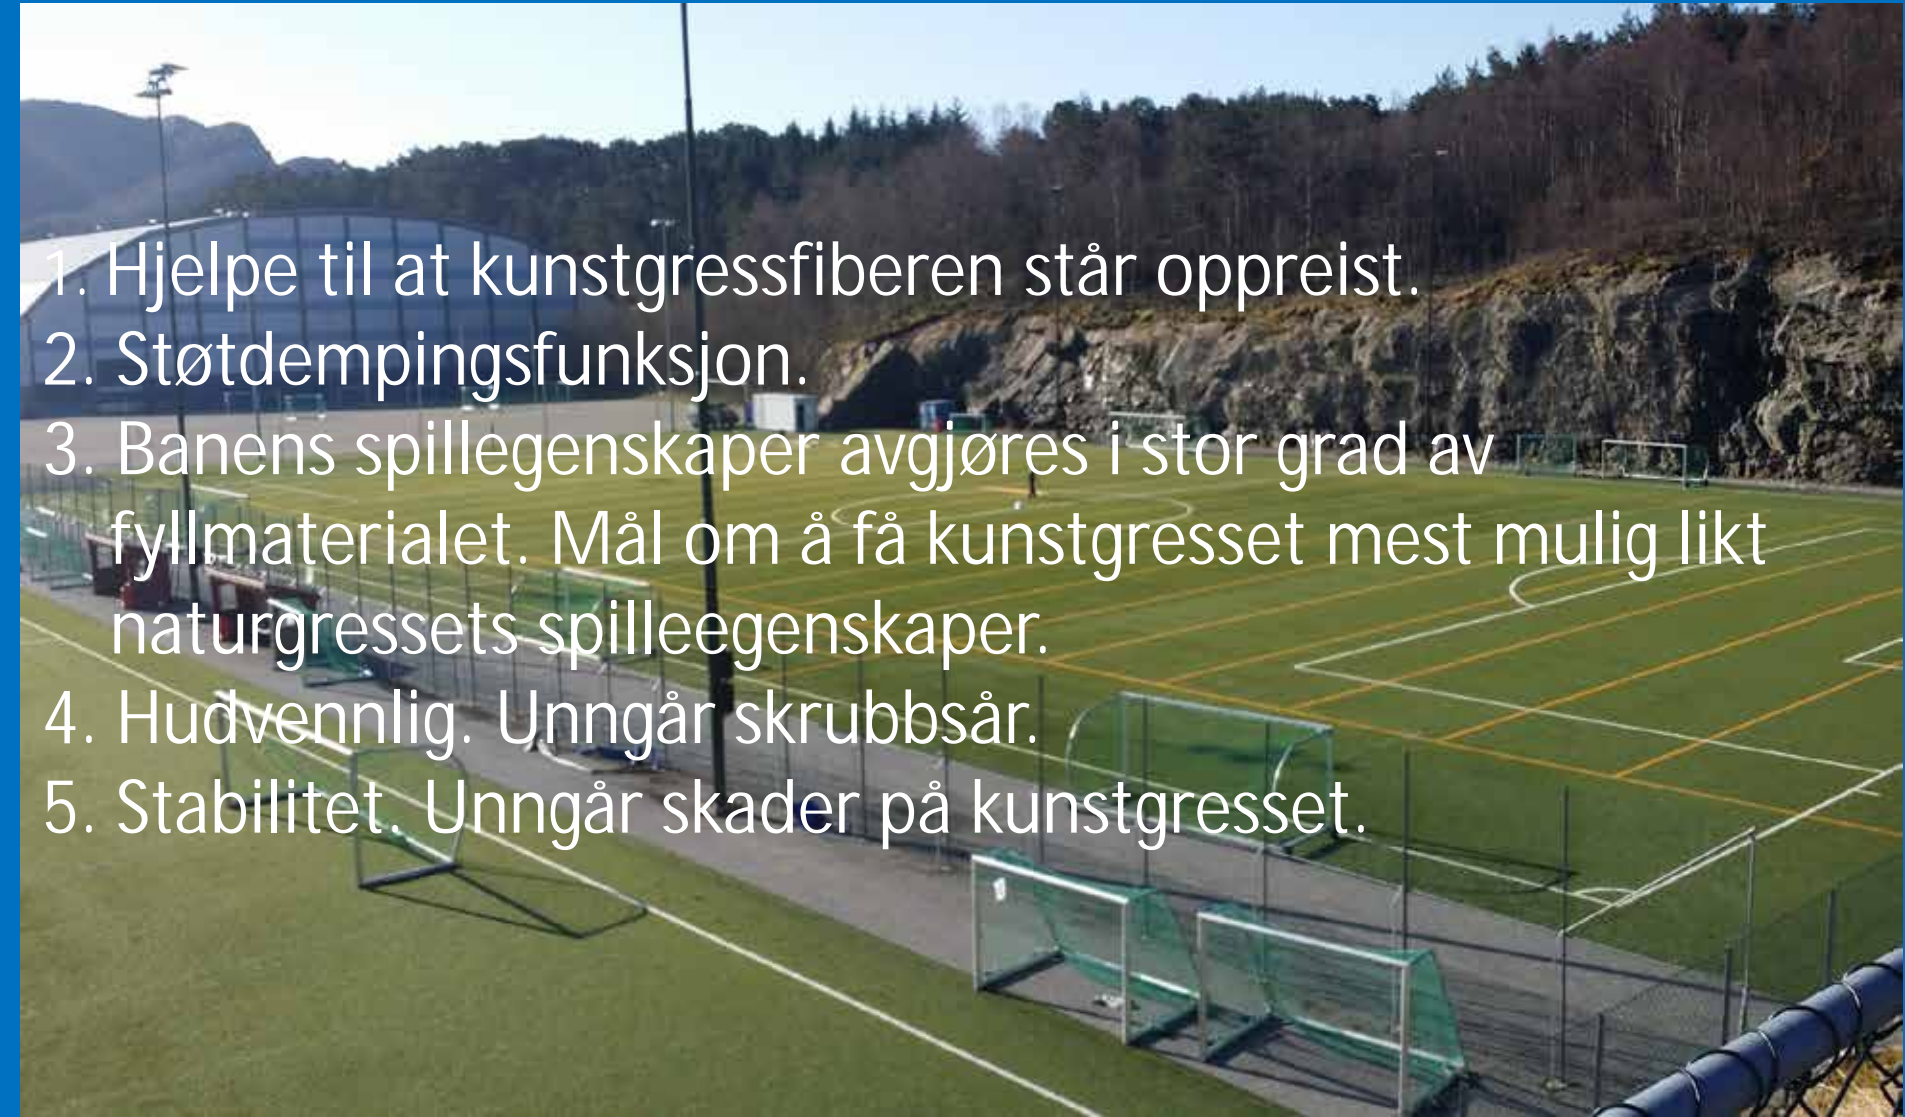 1. Hjelpe til at kunstgressfiberen står oppreist.
2. Støtdempingsfunksjon.
3. Banens spillegenskaper avgjøres i stor grad av
fyllmaterialet. Mål om å få kunstgresset mest mulig likt
naturgressets spilleegenskaper.
4. Hudvennlig. Unngår skrubbsår.
5. Stabilitet. Unngår skader på kunstgresset.